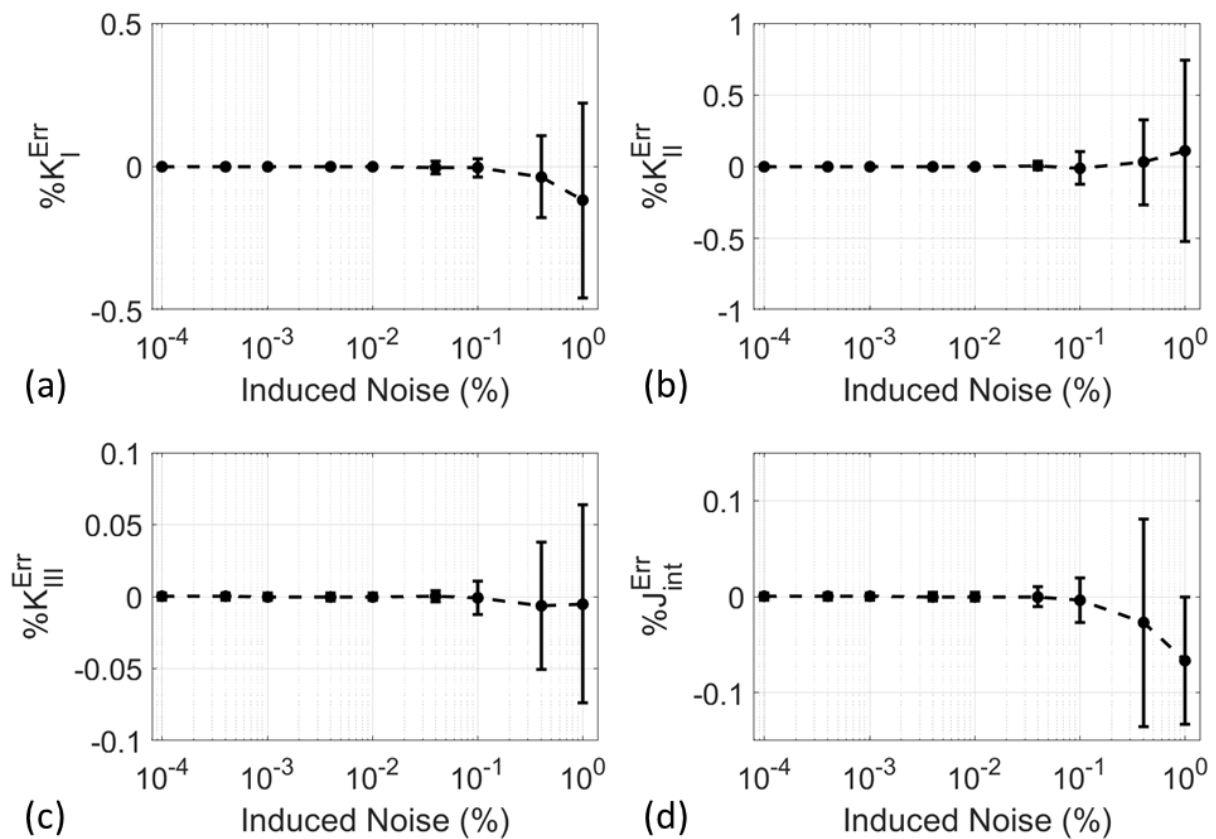 0.5
0
-0.5
%K_I^Err
10^-4 10^-3 10^-2 10^-1 10^0
Induced Noise (%)
(a)
1
0.5
0
-0.5
-1
%K_II^Err
10^-4 10^-3 10^-2 10^-1 10^0
Induced Noise (%)
(b)
0.1
0.05
0
-0.05
-0.1
%K_III^Err
10^-4 10^-3 10^-2 10^-1 10^0
Induced Noise (%)
(c)
0.1
0
-0.1
%J_int^Err
10^-4 10^-3 10^-2 10^-1 10^0
Induced Noise (%)
(d)